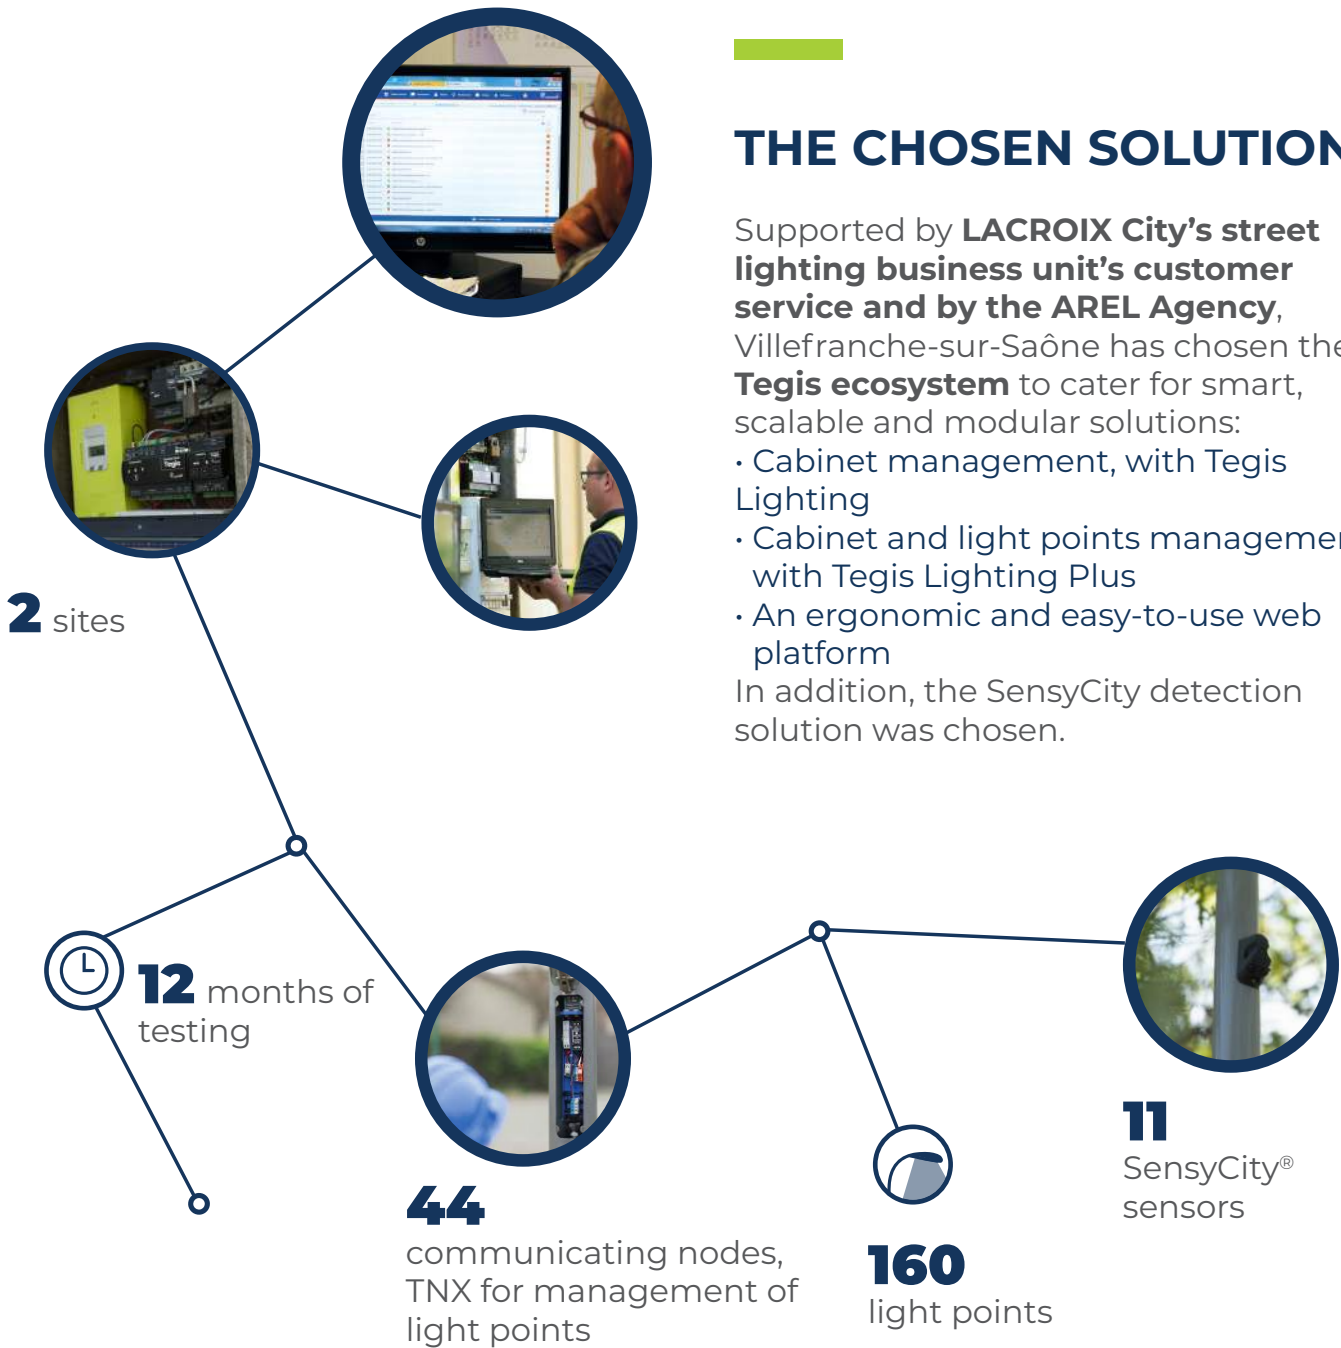 THE CHOSEN SOLUTION
Supported by LACROIX City's street
lighting business unit's customer
service and by the AREL Agency,
Villefranche-sur-Saône has chosen the
Tegis ecosystem to cater for smart,
scalable and modular solutions:
• Cabinet management, with Tegis
Lighting
• Cabinet and light points managemen
with Tegis Lighting Plus
• An ergonomic and easy-to-use web
platform
In addition, the SensyCity detection
solution was chosen.
Tegis
hp
2 sites
12 months of
testing
44
communicating nodes,
TNX for management of
light points
160
light points
11
SensyCity®
sensors